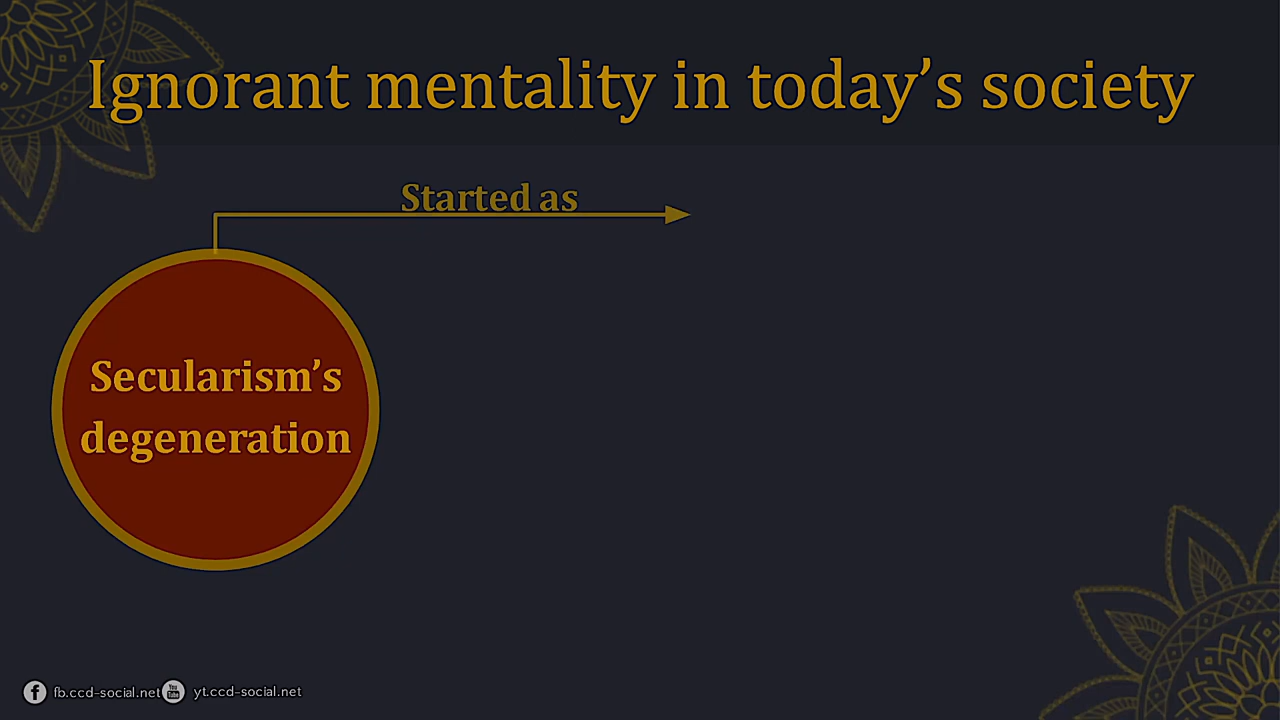 Ignorant mentality in today’s society
Started as
Secularism’s
degeneration
fb.ccd-social.net yt.ccd-social.net